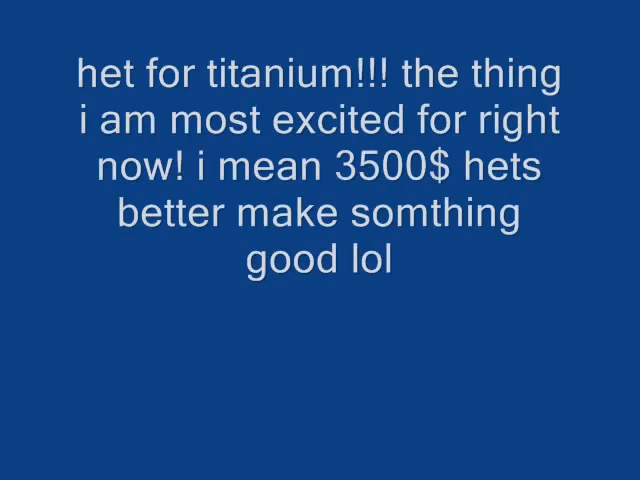 het for titanium!!! the thing
i am most excited for right
now! i mean 3500$ hets
better make somthing
good lol